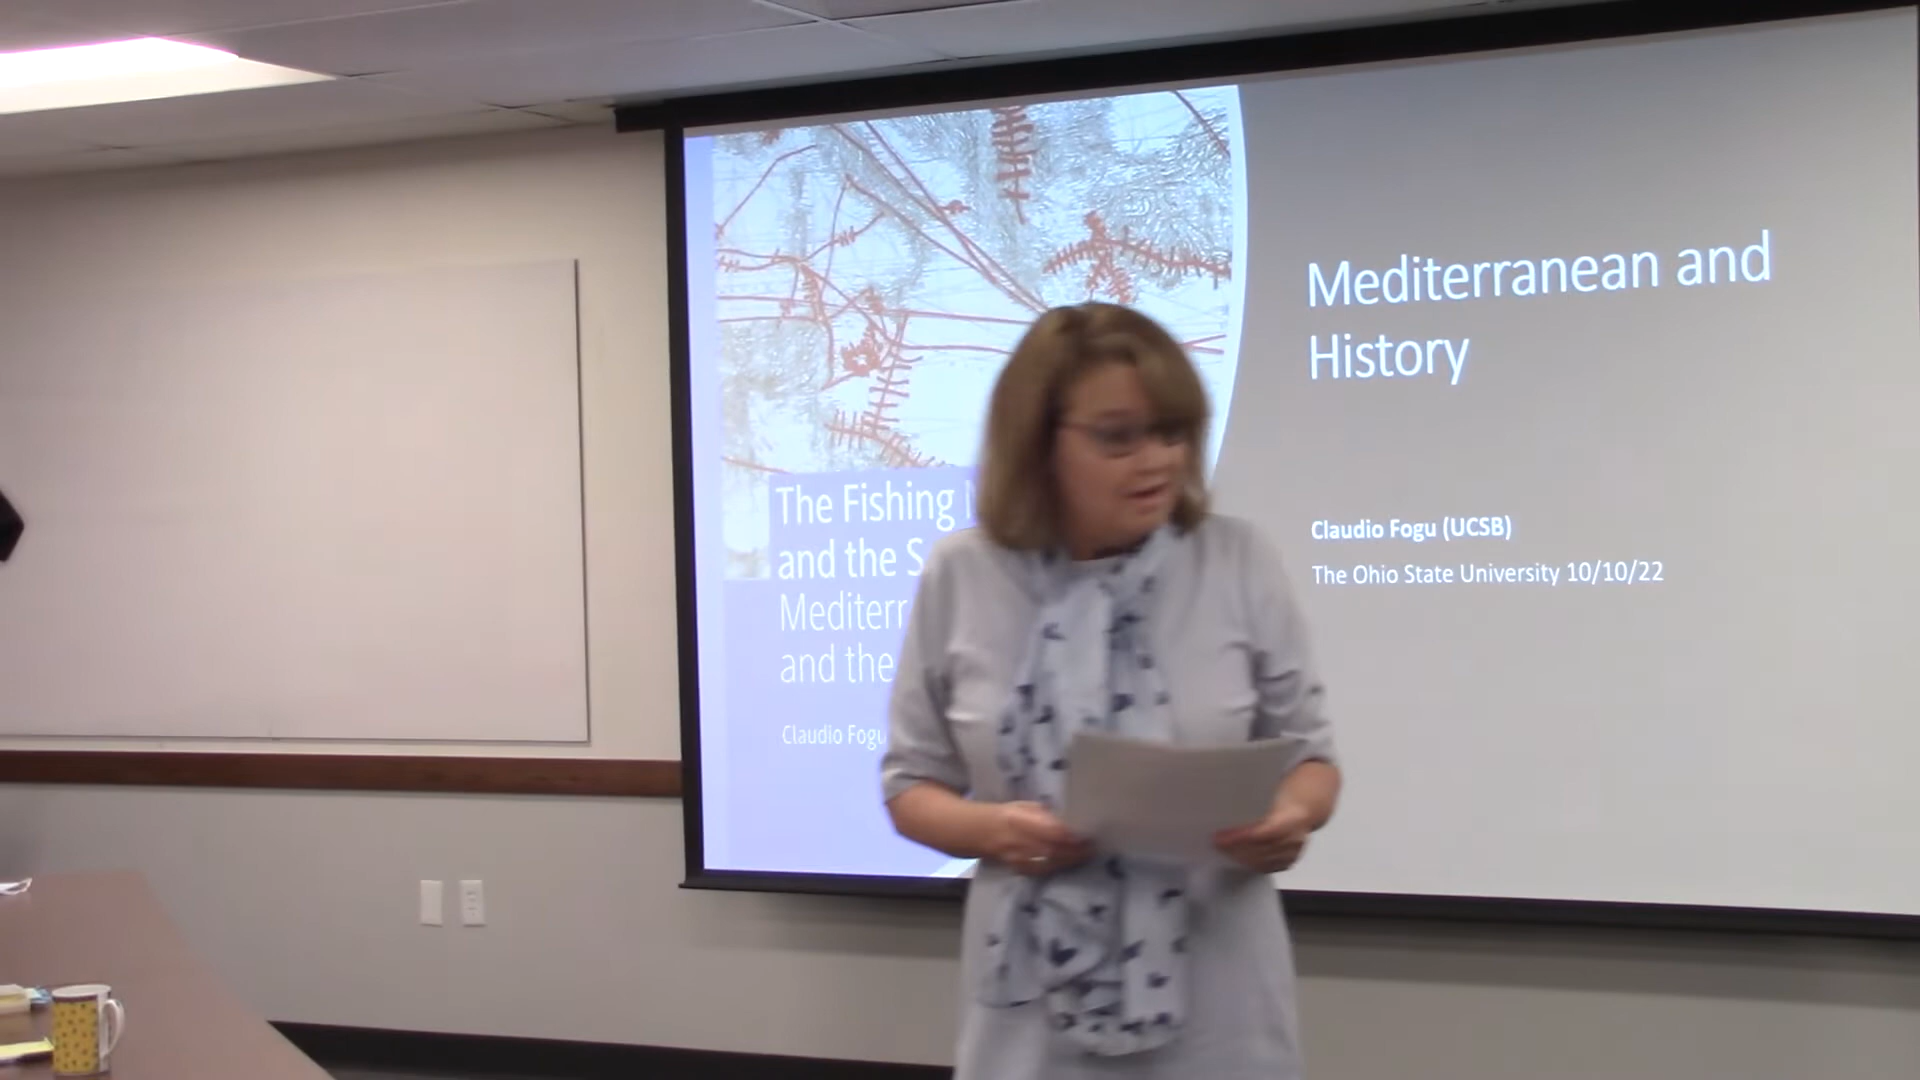 The Fishing
and the S
Mediterr
and the
Claudio Fogu
Mediterranean and
History
Claudio Fogu (UCSB)
The Ohio State University 10/10/22